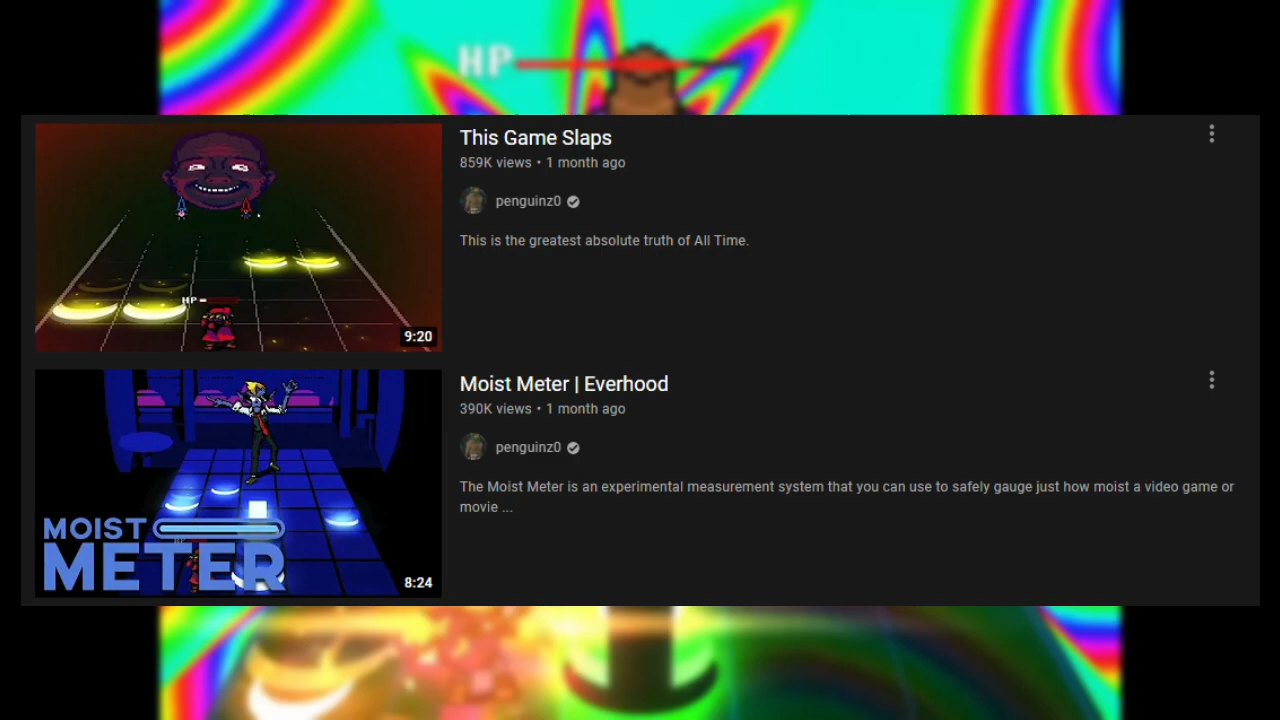 HP
This Game Slaps
859K views • 1 month ago
penguinz0
This is the greatest absolute truth of All Time.
HP
9:20
Moist Meter | Everhood
390K views • 1 month ago
penguinz0
The Moist Meter is an experimental measurement system that you can use to safely gauge just how moist a video game or
movie ...
MOIST
METER
8:24